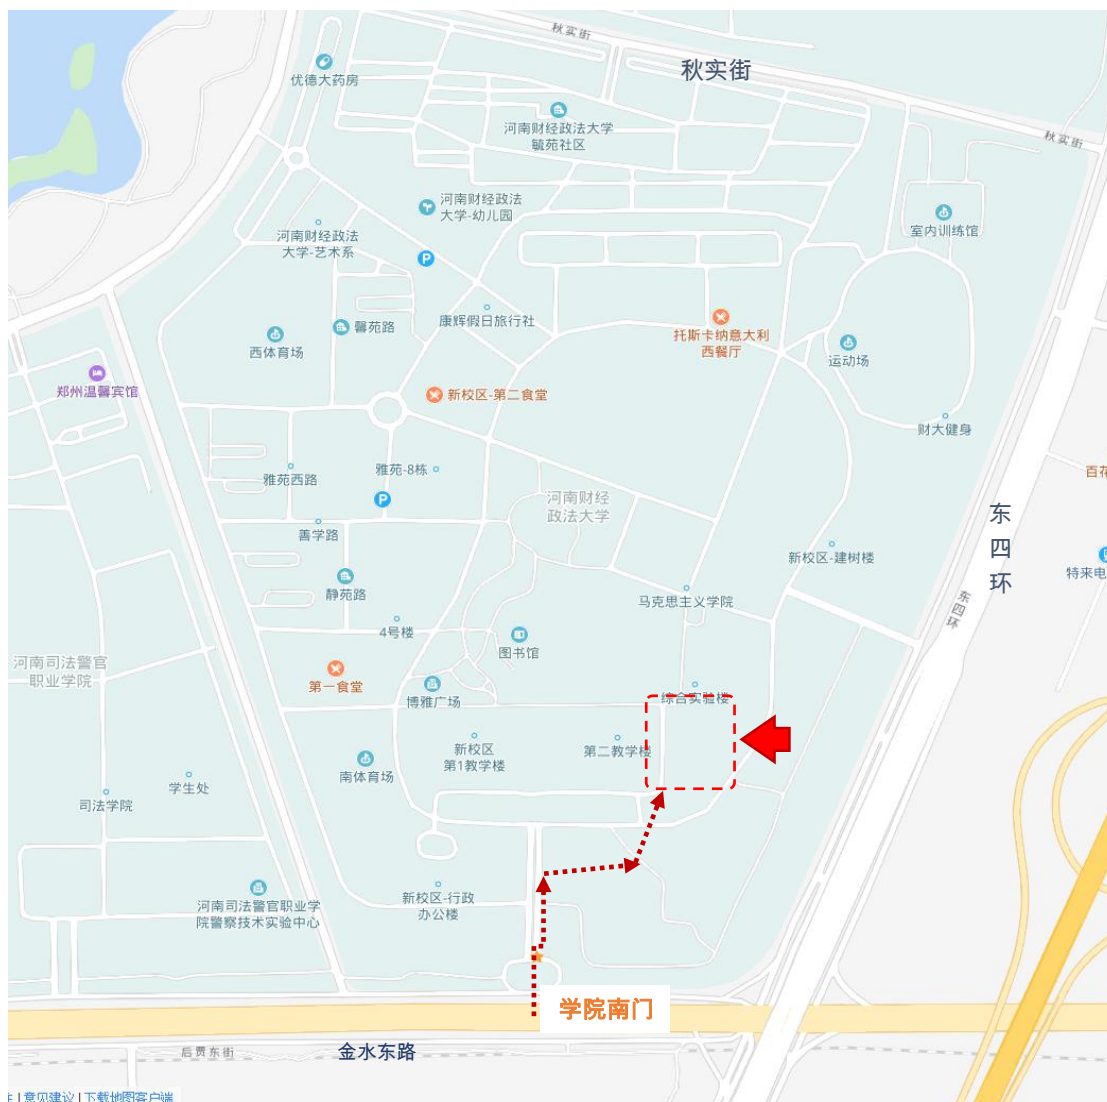 秋实街
秋实街
优德大药房
河南财经政法大学
毓苑社区
秋实街
河南财经政法
大学-幼儿园
室内训练馆
河南财经政法
大学-艺术系
P
康辉假日旅行社
馨苑路
托斯卡纳意大利
西餐厅
西体育场
运动场
郑州温馨宾馆
新校区-第二食堂
财大健身
雅苑-8栋
百花
雅苑西路
P
河南财经
政法大学
东
四
环
善学路
新校区-建树楼
特来电
静苑路
马克思主义学院
东四环
4号楼
图书馆
河南司法警官
职业学院
第一食堂
博雅广场
综合实验楼
新校区
第1教学楼
第二教学楼
南体育场
学生处
司法学院
新校区-行政
办公楼
河南司法警官职业学
院警察技术实验中心
学院南门
后贾东街
金水东路
| 意见建议 | 下载地图客户端